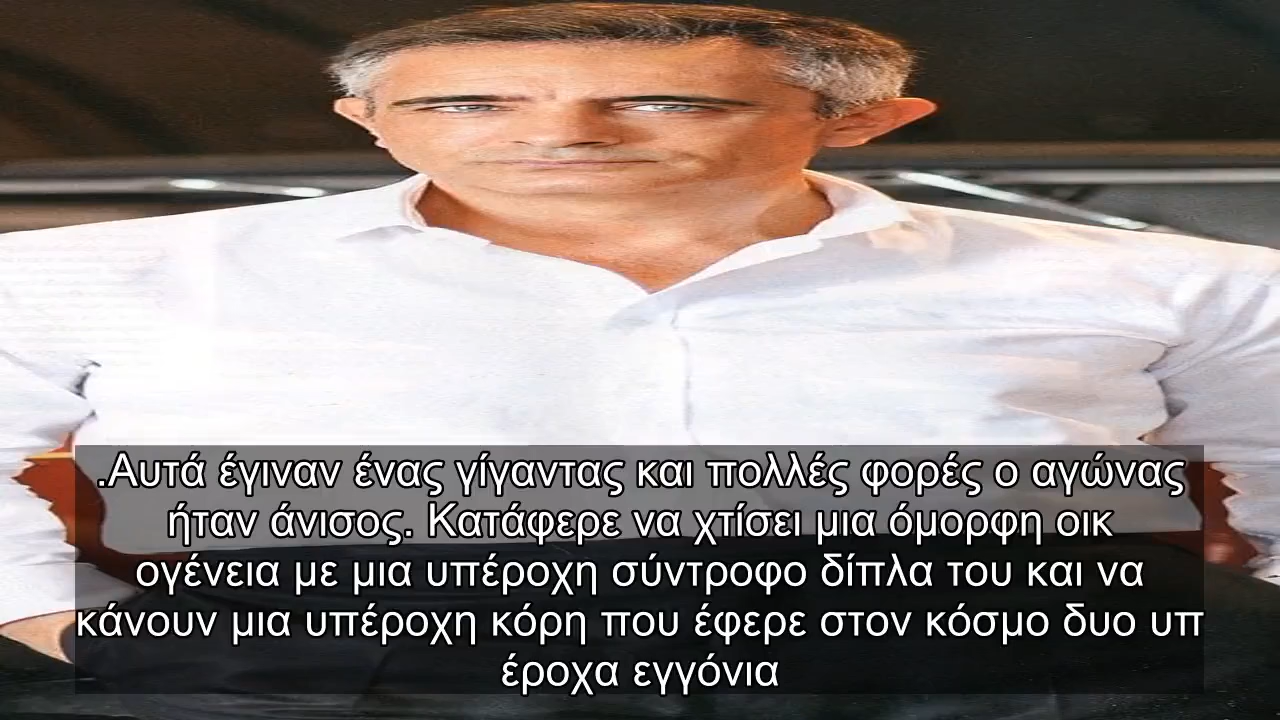 .Αυτά έγιναν ένας γίγαντας και πολλές φορές ο αγώνας
ήταν άνισος. Κατάφερε να χτίσει μια όμορφη οικ
ογένεια με μια υπέροχη σύντροφο δίπλα του και να
κάνουν μια υπέροχη κόρη που έφερε στον κόσμο δυο υπ
έροχα εγγόνια